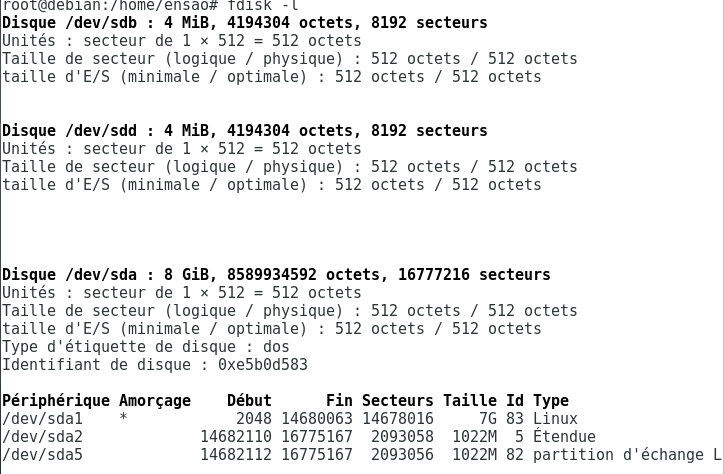 root@debian:/home/ensao# fdisk -l
Disque /dev/sdb : 4 MiB, 4194304 octets, 8192 secteurs
Unités : secteur de 1 × 512 = 512 octets
Taille de secteur (logique / physique) : 512 octets / 512 octets
taille d'E/S (minimale / optimale) : 512 octets / 512 octets
Disque /dev/sdd : 4 MiB, 4194304 octets, 8192 secteurs
Unités : secteur de 1 × 512 = 512 octets
Taille de secteur (logique / physique) : 512 octets / 512 octets
taille d'E/S (minimale / optimale) : 512 octets / 512 octets
Disque /dev/sda : 8 GiB, 8589934592 octets, 16777216 secteurs
Unités : secteur de 1 × 512 = 512 octets
Taille de secteur (logique / physique) : 512 octets / 512 octets
taille d'E/S (minimale / optimale) : 512 octets / 512 octets
Type d'étiquette de disque : dos
Identifiant de disque : 0xe5b0d583
Périphérique Amorçage Début Fin Secteurs Taille Id Type
/dev/sda1 * 2048 14680063 14678016 7G 83 Linux
/dev/sda2 14682110 16775167 2093058 1022M 5 Étendue
/dev/sda5 14682112 16775167 2093056 1022M 82 partition d'échange L